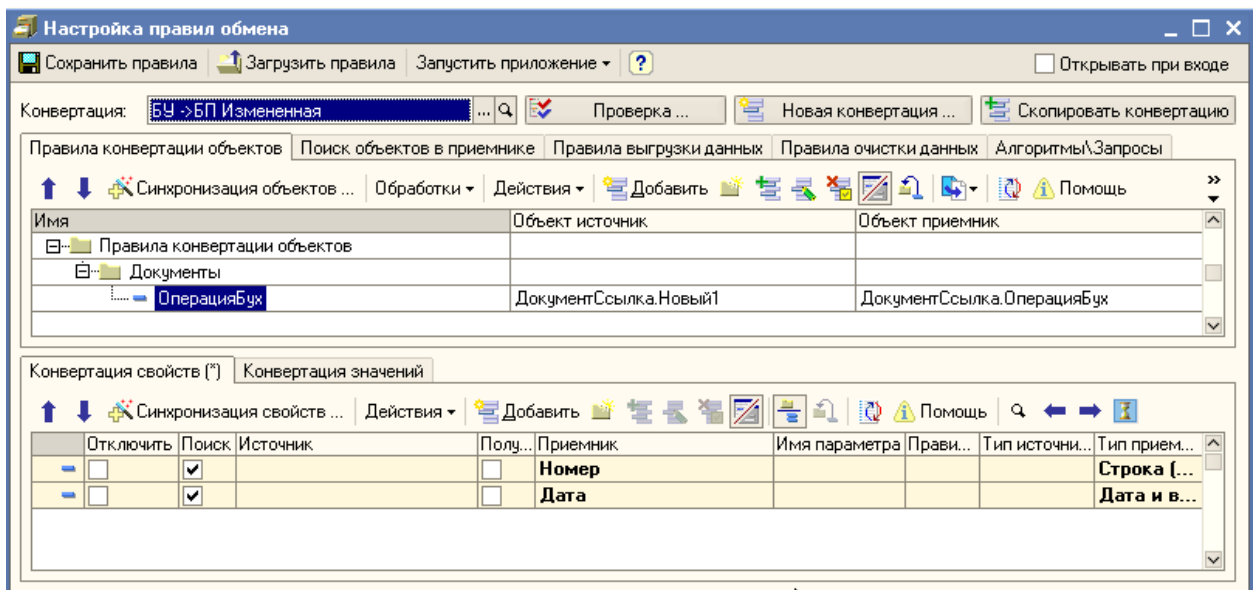 Настройка правил обмена
Сохранить правила Загрузить правила Запустить приложение ? Открывать при входе
Конвертация: БУ ->БП Измененная ... Проверка ... Новая конвертация ... Скопировать конвертацию
Правила конвертации объектов Поиск объектов в приемнике Правила выгрузки данных Правила очистки данных Алгоритмы\Запросы
Синхронизация объектов ... Обработки Действия Добавить Помощь
Имя Объект источник Объект приемник
Правила конвертации объектов
Документы
ОперацияБух ДокументСсылка.Новый1 ДокументСсылка.ОперацияБух
Конвертация свойств (*) Конвертация значений
Синхронизация свойств ... Действия Добавить Помощь
Отключить Поиск Источник Полу... Приемник Имя параметра Прави... Тип источни... Тип прием...
Номер Строка (...
Дата Дата и в...